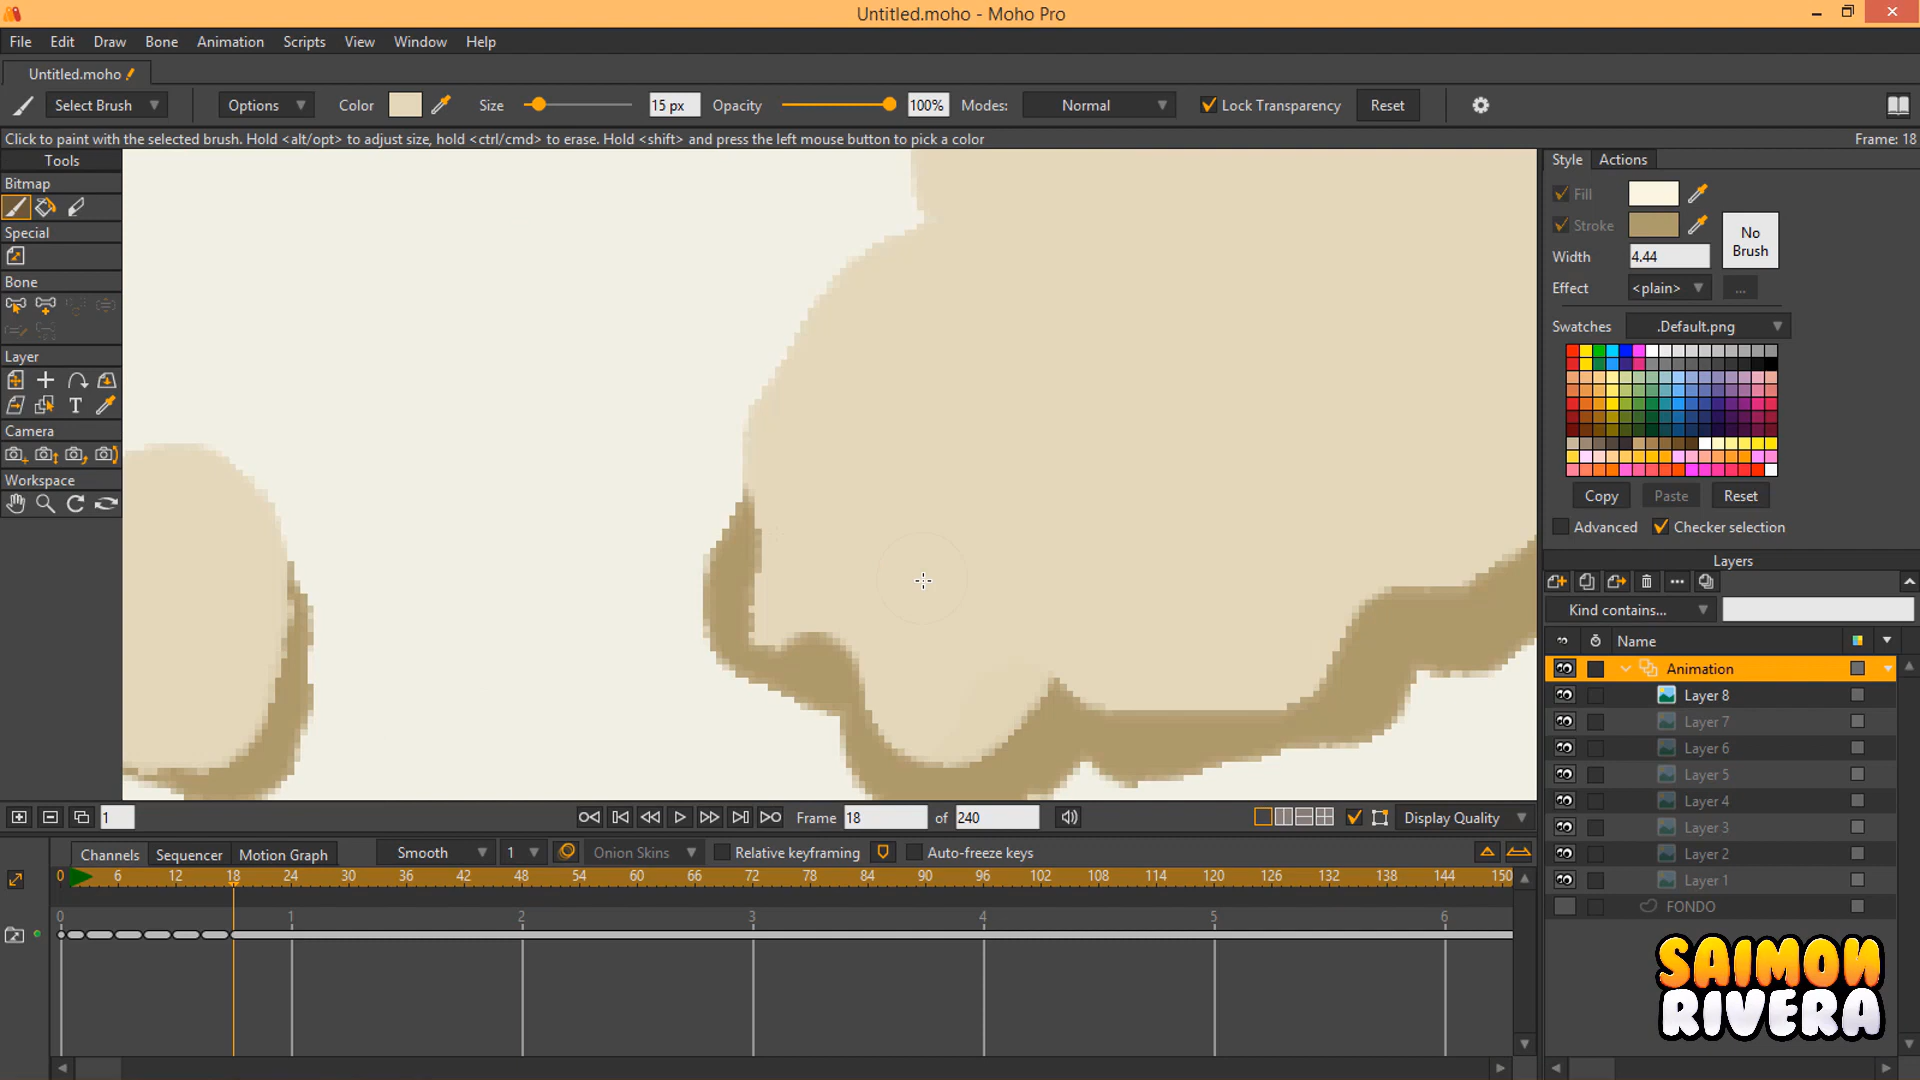 Untitled.moho - Moho Pro
File Edit Draw Bone Animation Scripts View Window Help
Untitled.moho
Select Brush Options Color Size 15 px Opacity 100% Modes: Normal Lock Transparency Reset
Click to paint with the selected brush. Hold <alt/opt> to adjust size, hold <ctrl/cmd> to erase. Hold <shift> and press the left mouse button to pick a color Frame: 18
Tools
Bitmap
Special
Bone
Layer
T
Camera
Workspace
Style Actions
Fill
Stroke
No Brush
Width 4.44
Effect <plain> ...
Swatches .Default.png
Copy Paste Reset
Advanced Checker selection
Layers
Kind contains...
Name
Animation
Layer 8
Layer 7
Layer 6
Layer 5
Layer 4
Layer 3
Layer 2
Layer 1
FONDO
1 Frame 18 of 240 Display Quality
Channels Sequencer Motion Graph Smooth 1 Onion Skins Relative keyframing Auto-freeze keys
0 6 12 18 24 30 36 42 48 54 60 66 72 78 84 90 96 102 108 114 120 126 132 138 144 150
0 1 2 3 4 5 6
SAIMON
RIVERA